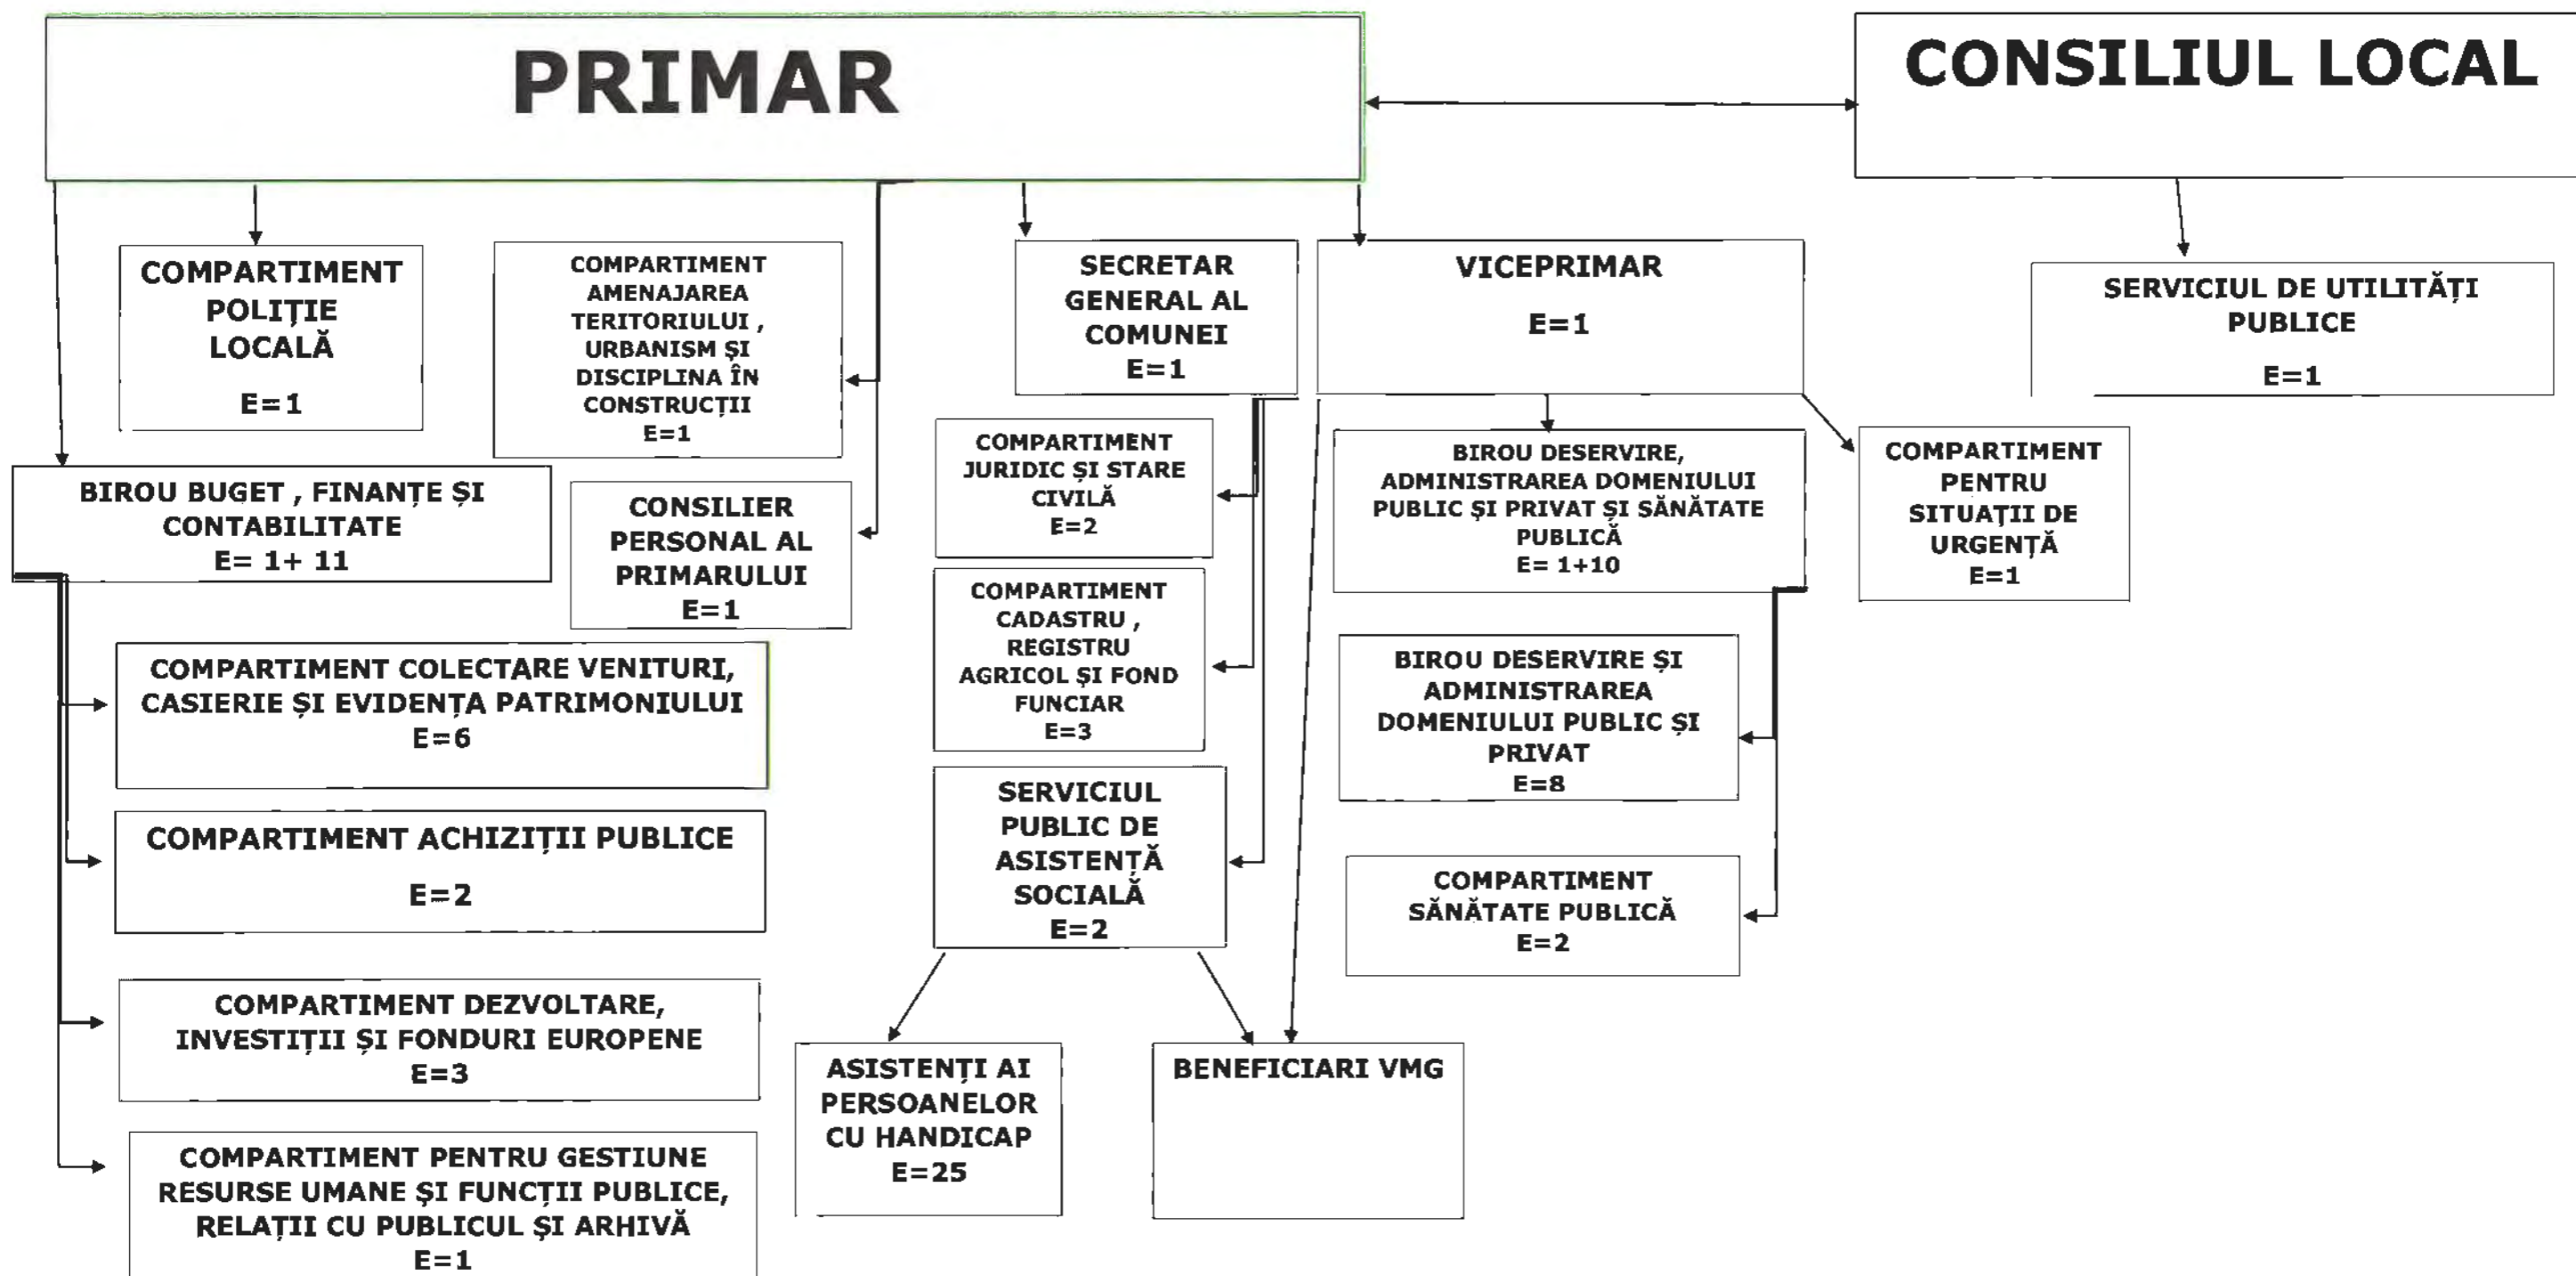 PRIMAR
CONSILIUL LOCAL
COMPARTIMENT
POLIȚIE
LOCALĂ
E=1
COMPARTIMENT
AMENAJAREA
TERITORIULUI ,
URBANISM ȘI
DISCIPLINA ÎN
CONSTRUCȚII
E=1
SECRETAR
GENERAL AL
COMUNEI
E=1
VICEPRIMAR
E=1
SERVICIUL DE UTILITĂȚI
PUBLICE
E=1
BIROU BUGET , FINANȚE ȘI
CONTABILITATE
E= 1+ 11
CONSILIER
PERSONAL AL
PRIMARULUI
E=1
COMPARTIMENT
JURIDIC ȘI STARE
CIVILĂ
E=2
BIROU DESERVIRE,
ADMINISTRAREA DOMENIULUI
PUBLIC ȘI PRIVAT ȘI SĂNĂTATE
PUBLICĂ
E= 1+10
COMPARTIMENT
PENTRU
SITUAȚII DE
URGENȚĂ
E=1
COMPARTIMENT
CADASTRU ,
REGISTRU
AGRICOL ȘI FOND
FUNCIAR
E=3
COMPARTIMENT COLECTARE VENITURI,
CASIERIE ȘI EVIDENȚA PATRIMONIULUI
E=6
BIROU DESERVIRE ȘI
ADMINISTRAREA
DOMENIULUI PUBLIC ȘI
PRIVAT
E=8
COMPARTIMENT ACHIZIȚII PUBLICE
E=2
SERVICIUL
PUBLIC DE
ASISTENȚĂ
SOCIALĂ
E=2
COMPARTIMENT
SĂNĂTATE PUBLICĂ
E=2
COMPARTIMENT DEZVOLTARE,
INVESTIȚII ȘI FONDURI EUROPENE
E=3
ASISTENȚI AI
PERSOANELOR
CU HANDICAP
E=25
BENEFICIARI VMG
COMPARTIMENT PENTRU GESTIUNE
RESURSE UMANE ȘI FUNCȚII PUBLICE,
RELAȚII CU PUBLICUL ȘI ARHIVĂ
E=1